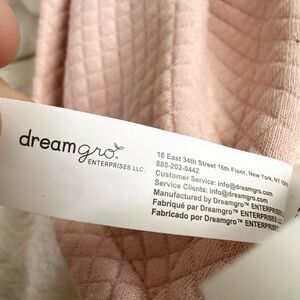 dreamgro™
ENTERPRISES LLC.
16 East 34th Street 16th Floor, New York, NY
888-202-0442
Customer Service: info@dreamgro.com
Service Clients: info@dreamgro.com
Manufactured by Dreamgro™ ENTERPRISES
Fabriqué par Dreamgro™ ENTERPRISES
Fabricado por Dreamgro™ ENTERPRISES